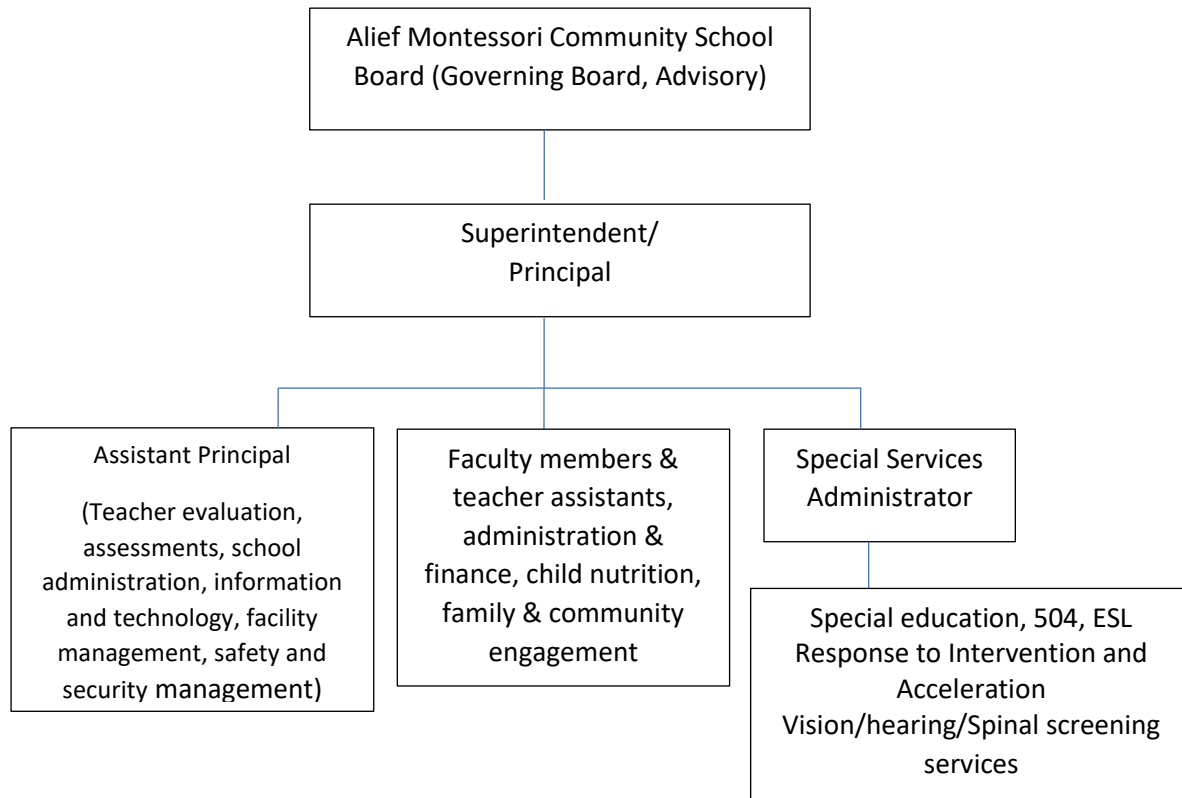 Alief Montessori Community School
Board (Governing Board, Advisory)
Superintendent/
Principal
Assistant Principal
(Teacher evaluation,
assessments, school
administration, information
and technology, facility
management, safety and
security management)
Faculty members &
teacher assistants,
administration &
finance, child nutrition,
family & community
engagement
Special Services
Administrator
Special education, 504, ESL
Response to Intervention and
Acceleration
Vision/hearing/Spinal screening
services